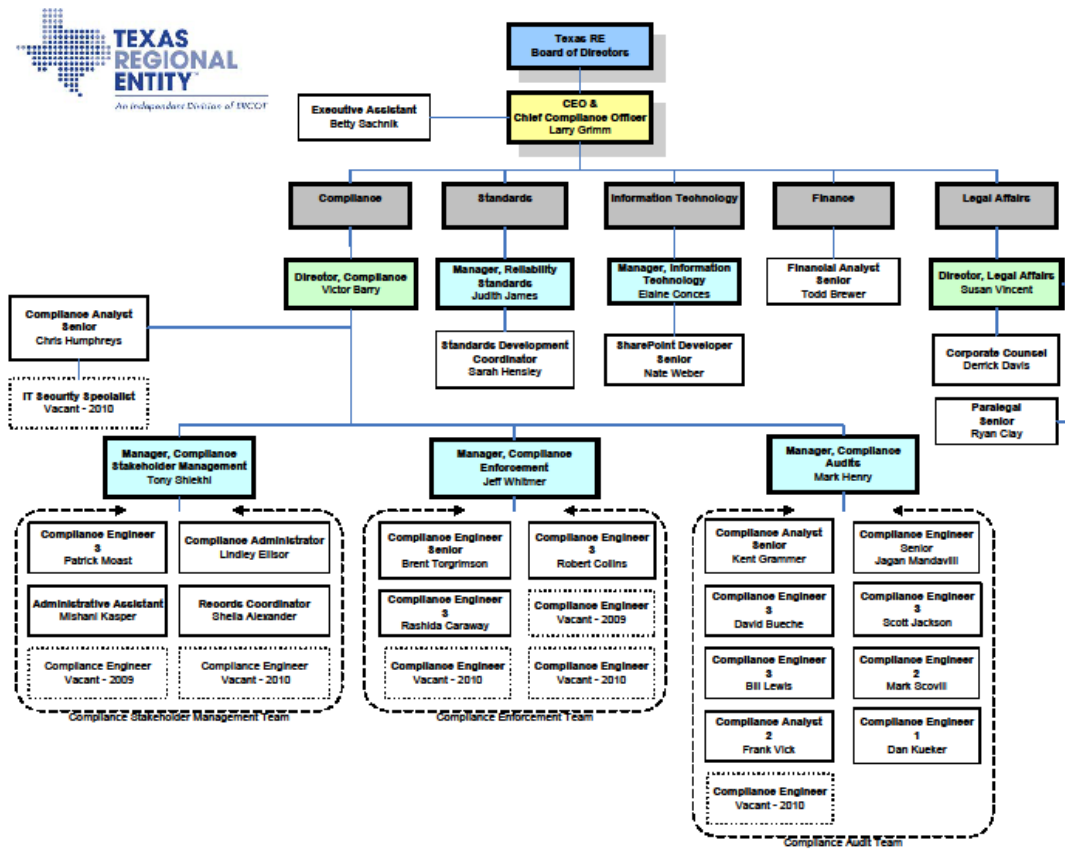 TEXAS
REGIONAL
ENTITY
An Independent Division of ERCOT
Texas RE
Board of Directors
CEO &
Chief Compliance Officer
Larry Grimm
Executive Assistant
Betty Sachnik
Compliance
Standards
Information Technology
Finance
Legal Affairs
Director, Compliance
Victor Barry
Manager, Reliability
Standards
Judith James
Manager, Information
Technology
Elaine Conces
Financial Analyst
Senior
Todd Brewer
Director, Legal Affairs
Susan Vincent
Compliance Analyst
Senior
Chris Humphreys
Standards Development
Coordinator
Sarah Hensley
SharePoint Developer
Senior
Nate Weber
Corporate Counsel
Derrick Davis
IT Security Specialist
Vacant - 2010
Paralegal
Senior
Ryan Clay
Manager, Compliance
Stakeholder Management
Tony Shiekhi
Manager, Compliance
Enforcement
Jeff Whitmer
Manager, Compliance
Audits
Mark Henry
Compliance Engineer
3
Patrick Moast
Compliance Administrator
Lindley Ellisor
Administrative Assistant
Mishani Kasper
Records Coordinator
Sheila Alexander
Compliance Engineer
Vacant - 2009
Compliance Engineer
Vacant - 2010
Compliance Stakeholder Management Team
Compliance Engineer
Senior
Brent Torgrimson
Compliance Engineer
3
Robert Collins
Compliance Engineer
3
Rashida Caraway
Compliance Engineer
Vacant - 2009
Compliance Engineer
Vacant - 2010
Compliance Engineer
Vacant - 2010
Compliance Enforcement Team
Compliance Analyst
Senior
Kent Grammer
Compliance Engineer
Senior
Jagan Mandavilli
Compliance Engineer
3
David Bueche
Compliance Engineer
3
Scott Jackson
Compliance Engineer
3
Bill Lewis
Compliance Engineer
2
Mark Scovill
Compliance Analyst
2
Frank Vick
Compliance Engineer
1
Dan Kueker
Compliance Engineer
Vacant - 2010
Compliance Audit Team